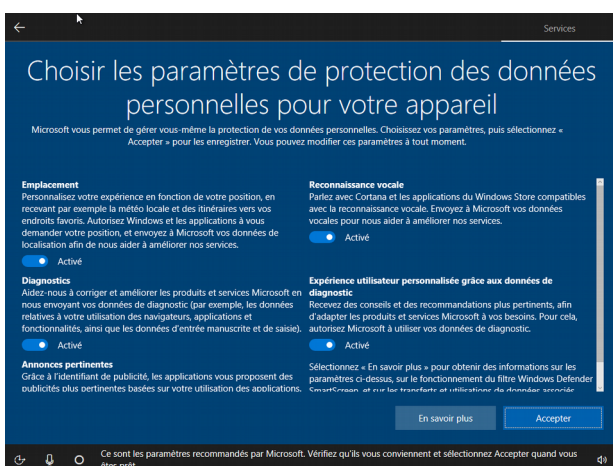 Services
Choisir les paramètres de protection des données
personnelles pour votre appareil
Microsoft vous permet de gérer vous-même la protection de vos données personnelles. Choisissez vos paramètres, puis sélectionnez «
Accepter » pour les enregistrer. Vous pouvez modifier ces paramètres à tout moment.
Emplacement
Personnalisez votre expérience en fonction de votre position, en
recevant par exemple la météo locale et des itinéraires vers vos
endroits favoris. Autorisez Windows et les applications à vous
demander votre position, et envoyez à Microsoft vos données de
localisation afin de nous aider à améliorer nos services.
Activé
Reconnaissance vocale
Parlez avec Cortana et les applications du Windows Store compatibles
avec la reconnaissance vocale. Envoyez à Microsoft vos données
vocales pour nous aider à améliorer nos services.
Activé
Diagnostics
Aidez-nous à corriger et améliorer les produits et services Microsoft en
nous envoyant vos données de diagnostic (par exemple, les données
relatives à votre utilisation des navigateurs, applications et
fonctionnalités, ainsi que les données d'entrée manuscrite et de saisie).
Activé
Expérience utilisateur personnalisée grâce aux données de
diagnostic
Recevez des conseils et des recommandations plus pertinents, afin
d'adapter les produits et services Microsoft à vos besoins. Pour cela,
autorisez Microsoft à utiliser vos données de diagnostic.
Activé
Annonces pertinentes
Grâce à l'identifiant de publicité, les applications vous proposent des
publicités plus pertinentes basées sur votre utilisation des applications.
Sélectionnez « En savoir plus » pour obtenir des informations sur les
paramètres ci-dessus, sur le fonctionnement du filtre Windows Defender
SmartScreen, et sur les transferts et utilisations de données associés
En savoir plus
Accepter
Ce sont les paramètres recommandés par Microsoft. Vérifiez qu'ils vous conviennent et sélectionnez Accepter quand vous
êtes prêt